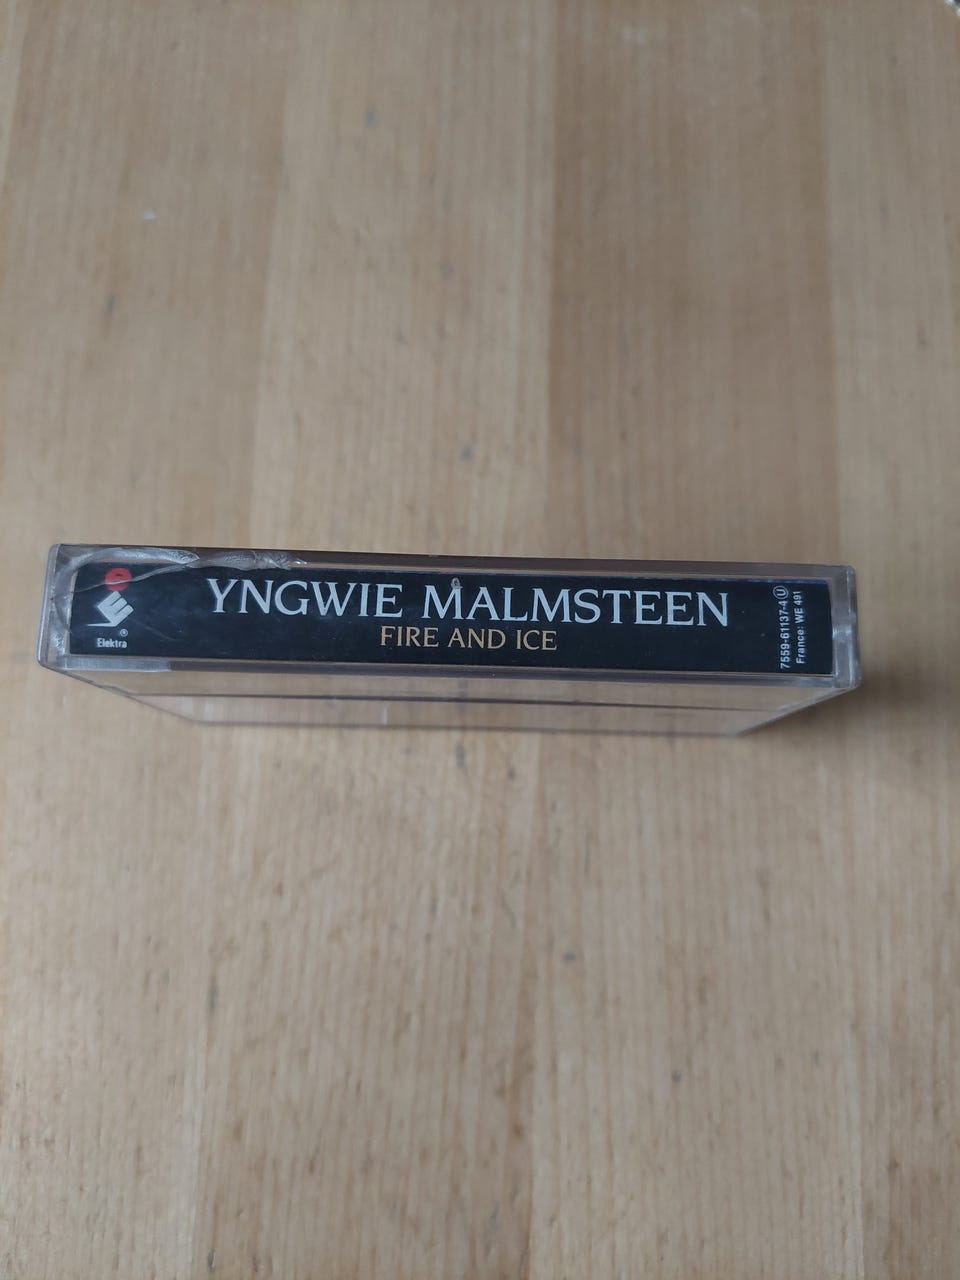 Elektra®
YNGWIE MALMSTEEN
FIRE AND ICE
7559-61137-4 Ⓤ
France: WE 491